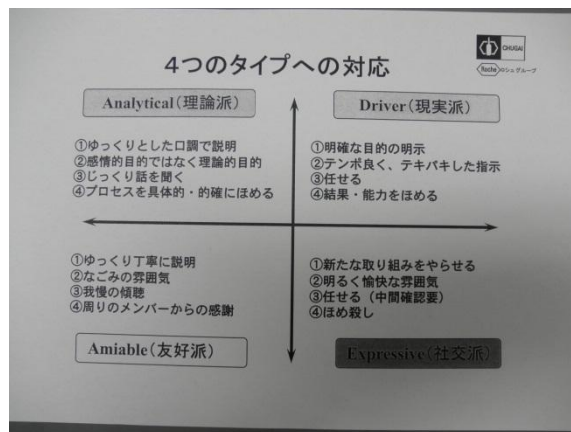 CHUGAI
Roche ロシュ グループ
4つのタイプへの対応
Analytical(理論派)
①ゆっくりとした口調で説明
②感情的目的ではなく理論的目的
③じっくり話を聞く
④プロセスを具体的・的確にほめる
Driver(現実派)
①明確な目的の明示
②テンポ良く、テキパキした指示
③任せる
④結果・能力をほめる
①ゆっくり丁寧に説明
②なごみの雰囲気
③我慢の傾聴
④周りのメンバーからの感謝
Amiable(友好派)
①新たな取り組みをやらせる
②明るく愉快な雰囲気
③任せる(中間確認要)
④ほめ殺し
Expressive(社交派)